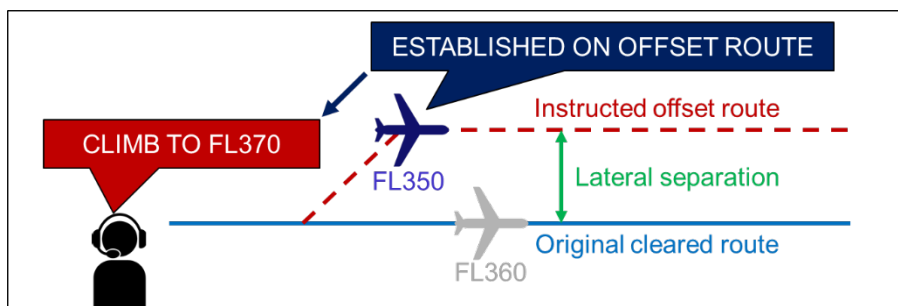 ESTABLISHED ON OFFSET ROUTE
CLIMB TO FL370
Instructed offset route
FL350
Lateral separation
Original cleared route
FL360